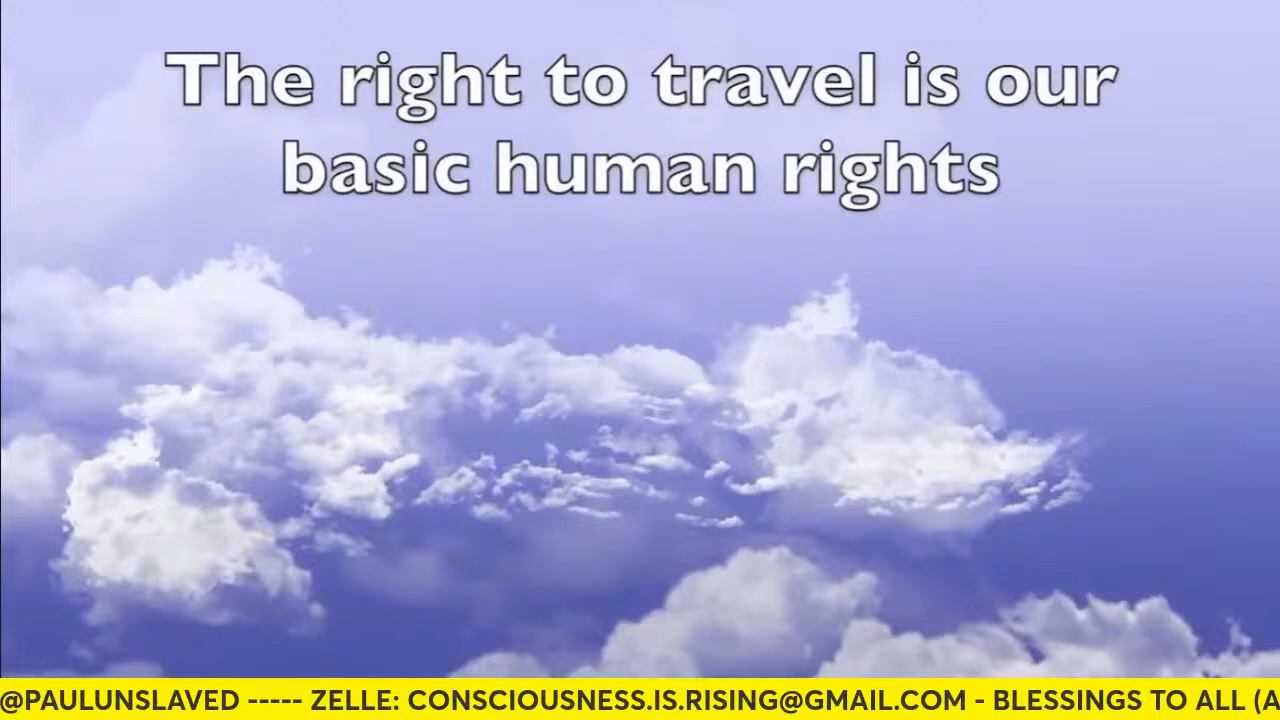 The right to travel is our
basic human rights
@PAULUNSLAVED ----- ZELLE: CONSCIOUSNESS.IS.RISING@GMAIL.COM - BLESSINGS TO ALL (A